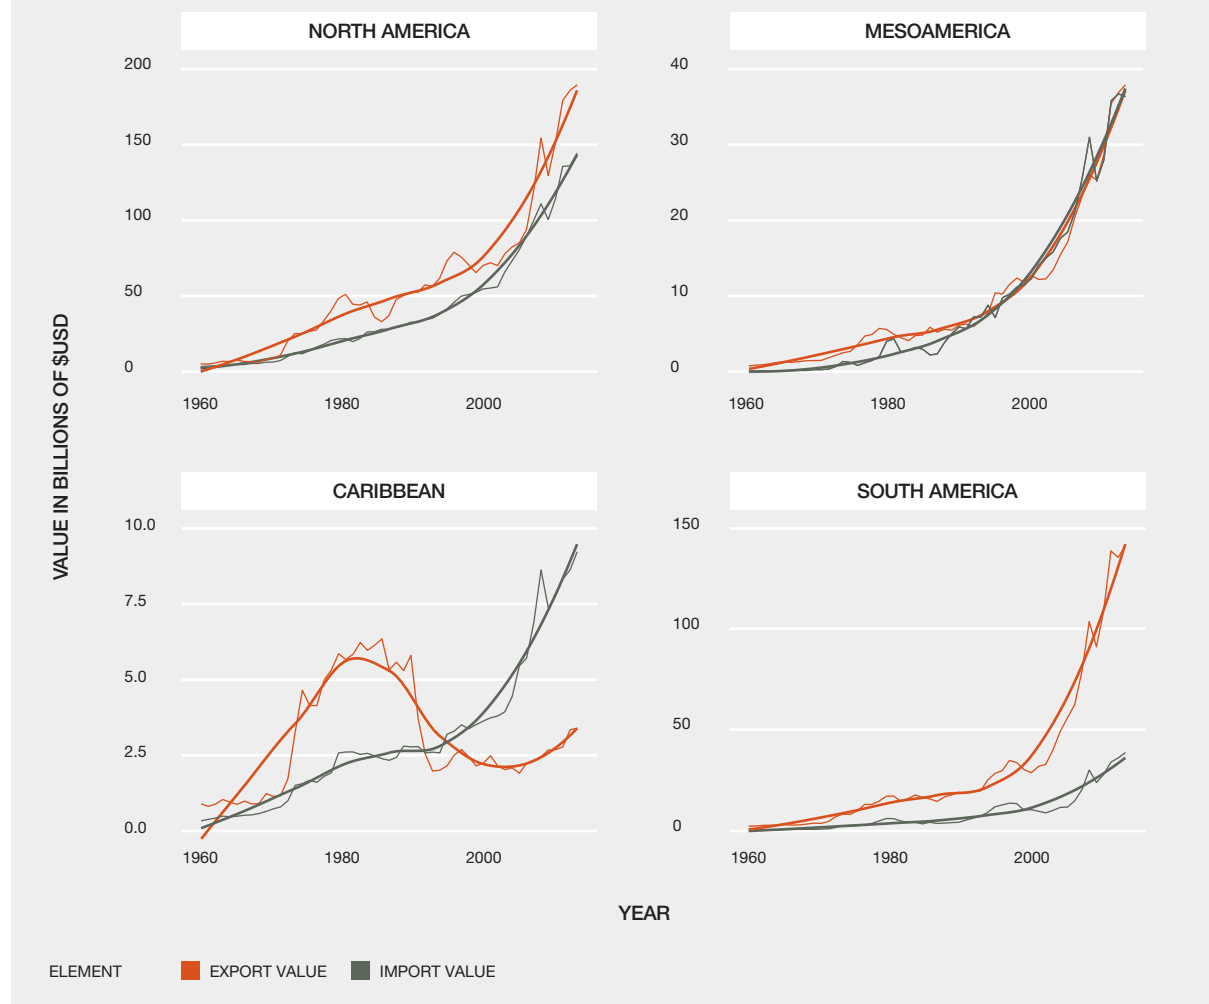 NORTH AMERICA
200
150
100
50
0
1960 1980 2000
MESOAMERICA
40
30
20
10
0
1960 1980 2000
VALUE IN BILLIONS OF $USD
CARIBBEAN
10.0
7.5
5.0
2.5
0.0
1960 1980 2000
SOUTH AMERICA
150
100
50
0
1960 1980 2000
YEAR
ELEMENT EXPORT VALUE IMPORT VALUE